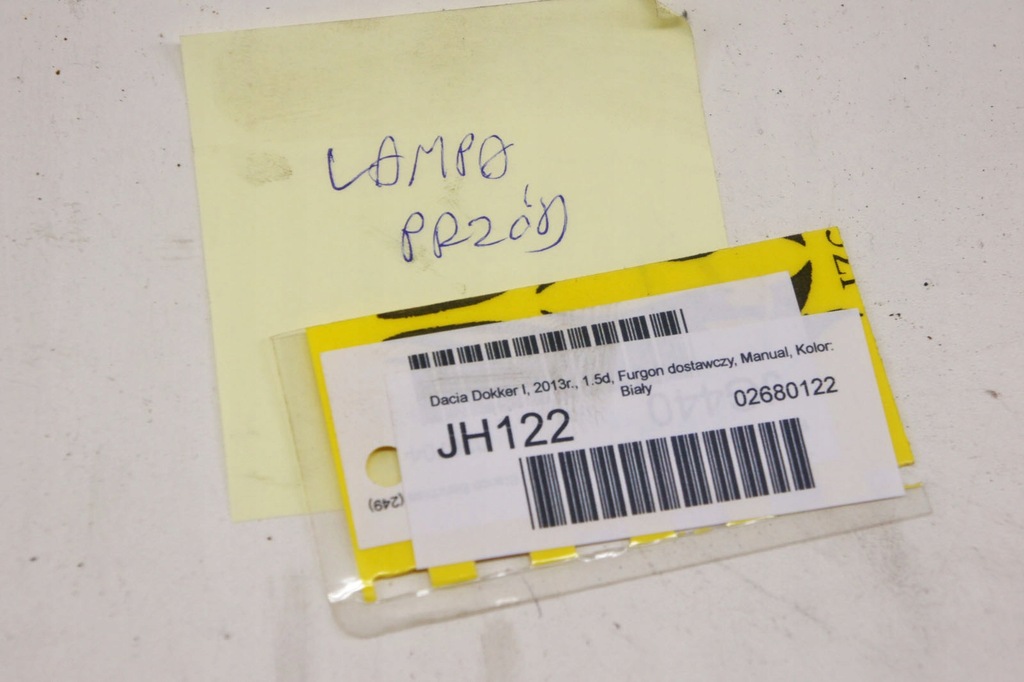 LAMPA
PRZÓD
Dacia Dokker I, 2013r., 1.5d, Furgon dostawczy, Manual, Kolor:
Biały
JH122
02680122
(249)